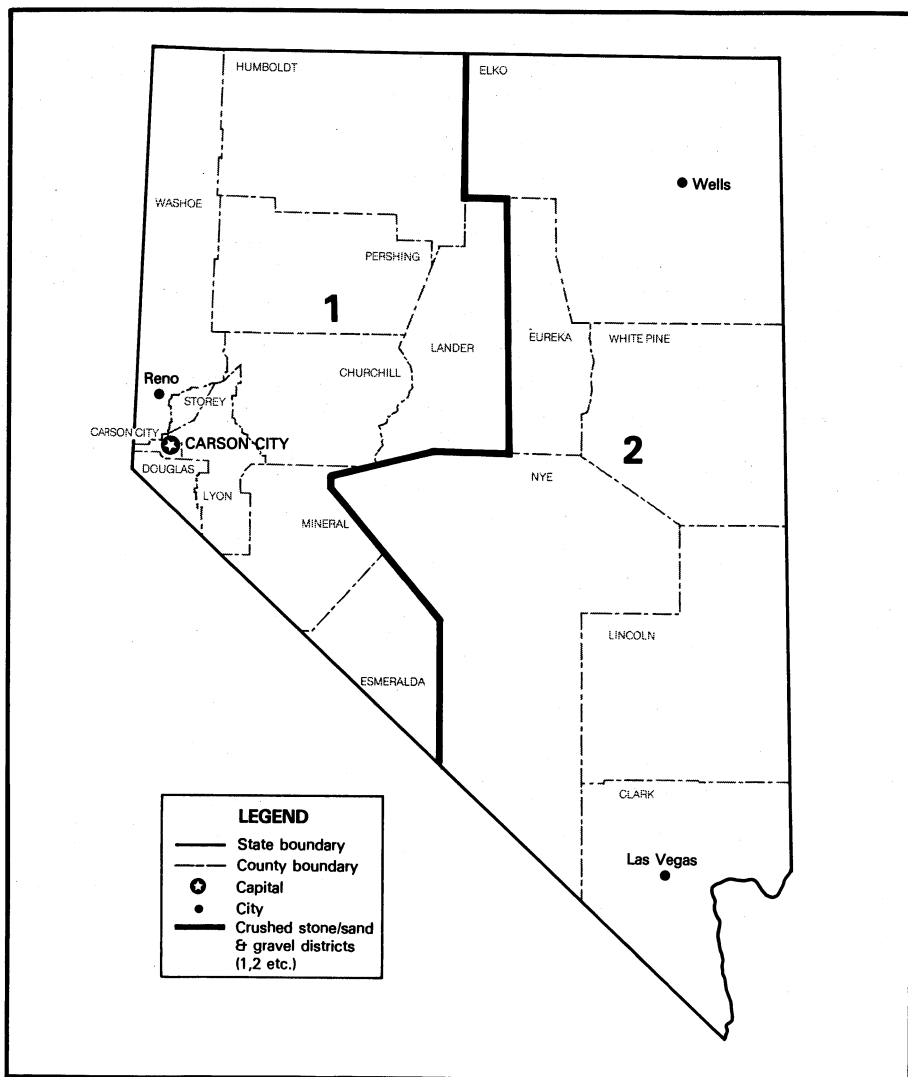 HUMBOLDT
ELKO
Wells
WASHOE
PERSHING
1
EUREKA
WHITE PINE
LANDER
CHURCHILL
Reno
STOREY
CARSON CITY
CARSON CITY
2
DOUGLAS
NYE
LYON
MINERAL
LINCOLN
ESMERALDA
CLARK
Las Vegas
LEGEND
State boundary
County boundary
Capital
City
Crushed stone/sand
& gravel districts
(1,2 etc.)